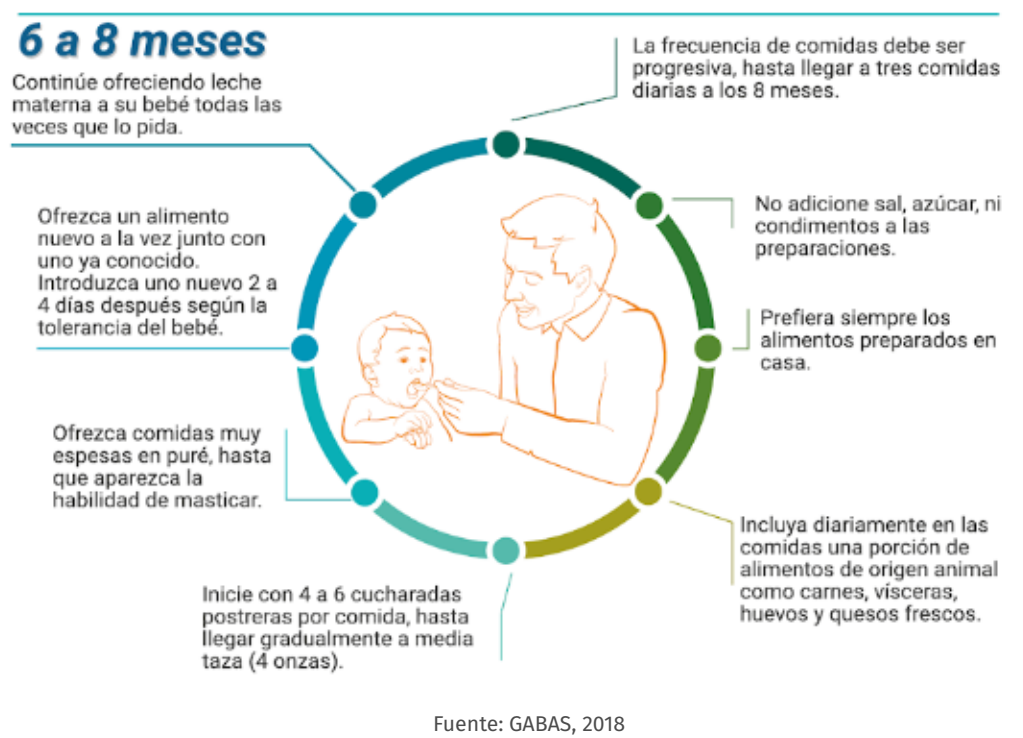 6 a 8 meses
Continúe ofreciendo leche
materna a su bebé todas las
veces que lo pida.
La frecuencia de comidas debe ser
progresiva, hasta llegar a tres comidas
diarias a los 8 meses.
No adicione sal, azúcar, ni
condimentos a las
preparaciones.
Prefiera siempre los
alimentos preparados en
casa.
Incluya diariamente en las
comidas una porción de
alimentos de origen animal
como carnes, vísceras,
huevos y quesos frescos.
Inicie con 4 a 6 cucharadas
postreras por comida, hasta
llegar gradualmente a media
taza (4 onzas).
Ofrezca comidas muy
espesas en puré, hasta
que aparezca la
habilidad de masticar.
Ofrezca un alimento
nuevo a la vez junto con
uno ya conocido.
Introduzca uno nuevo 2 a
4 días después según la
tolerancia del bebé.
Fuente: GABAS, 2018